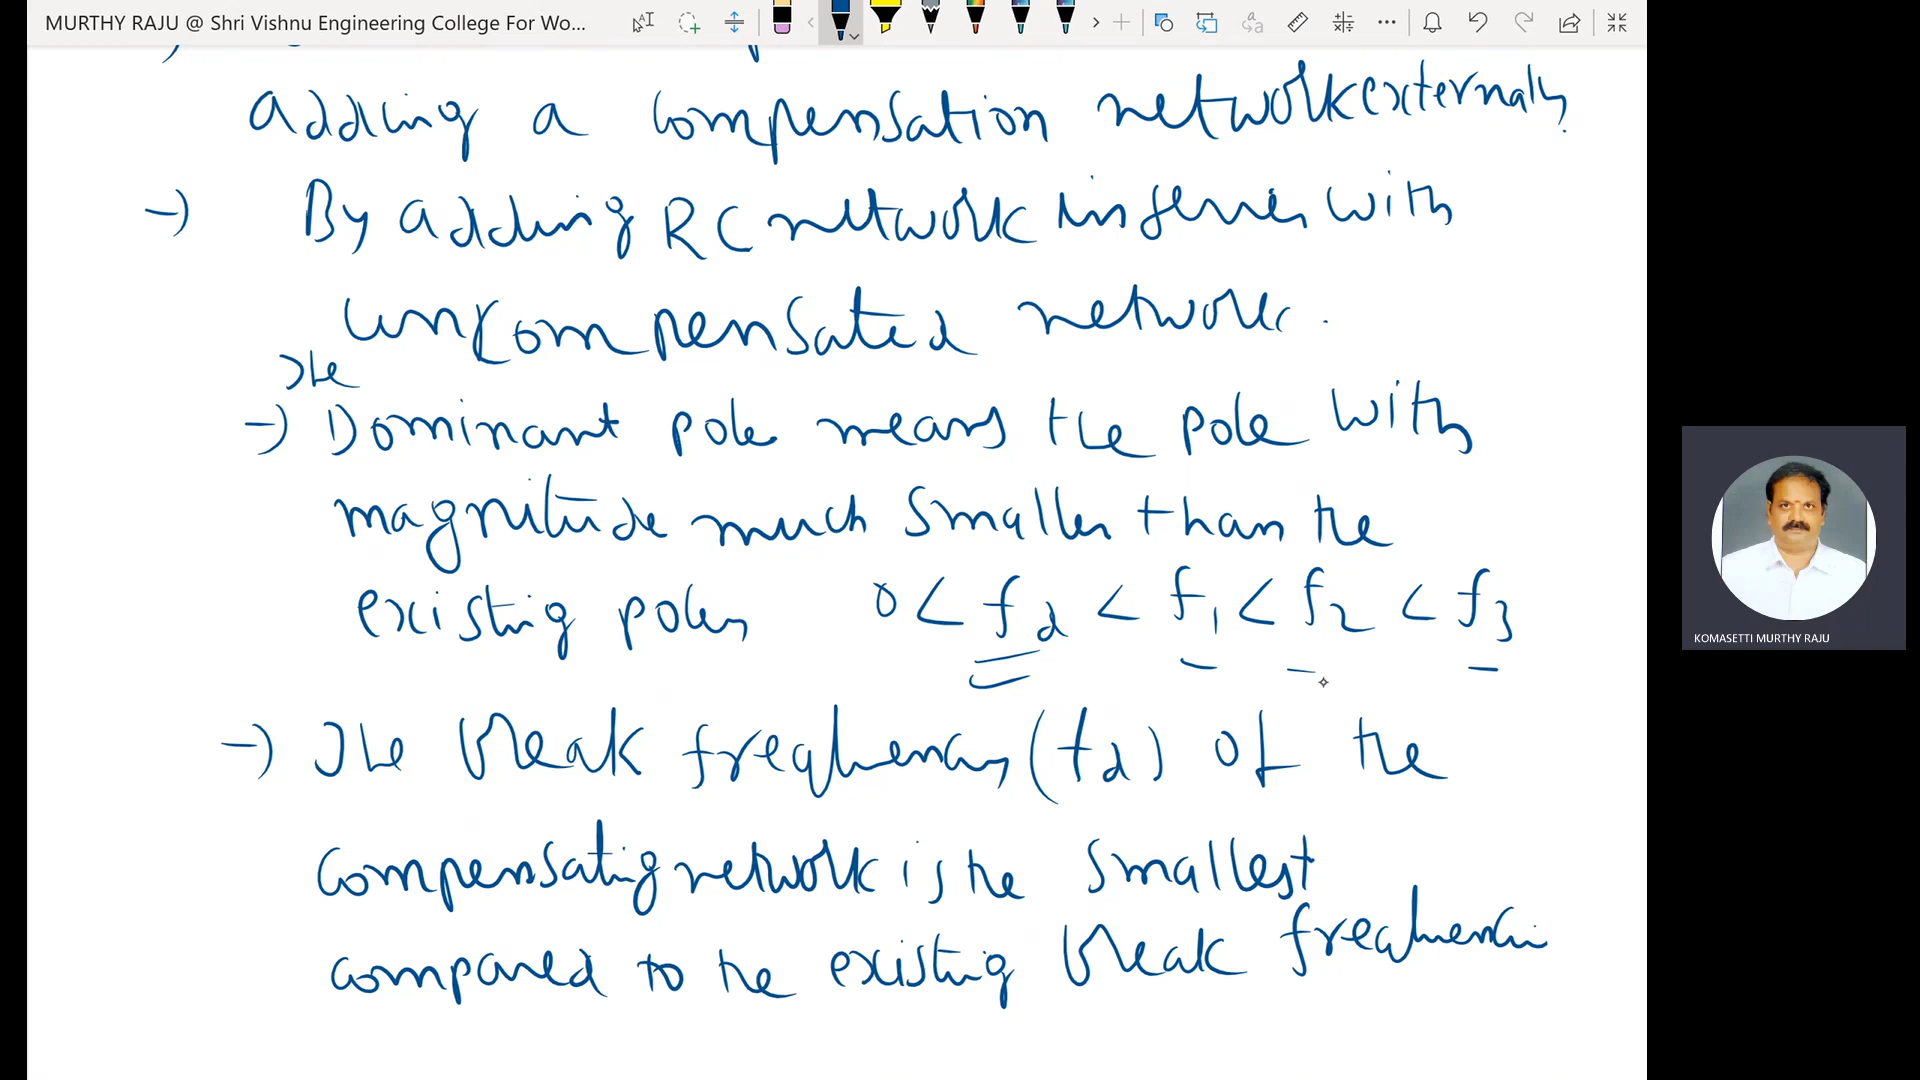 MURTHY RAJU @ Shri Vishnu Engineering College For Wo...
adding a compensation network externally
→) By adding RC network in series with
uncompensated network.
The
→) Dominant pole means the pole with
magnitude much smaller than the
existing poles 0 < fd < f1 < f2 < f3
→) The break frequency (fd) of the
compensating network is the smallest
compared to the existing break frequencies
KOMASETTI MURTHY RAJU